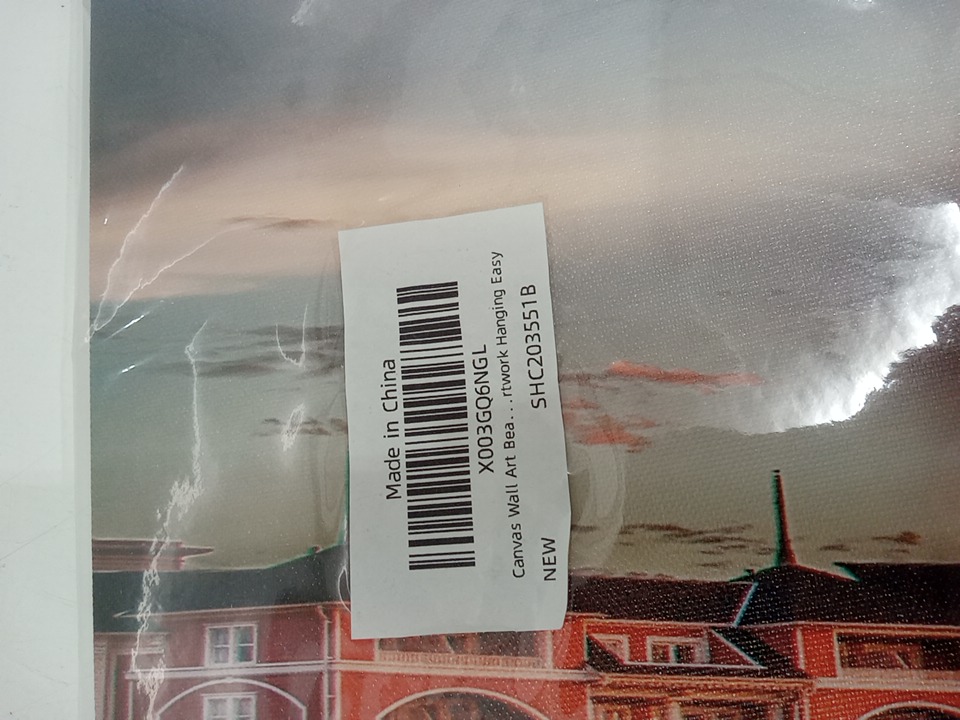 Made in China
X003GQ6NGL
Canvas Wall Art Bea...rtwork Hanging Easy
NEW
SHC203551B